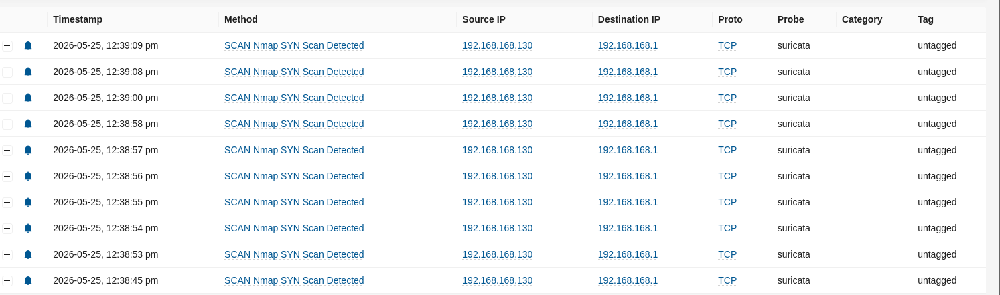 Timestamp Method Source IP Destination IP Proto Probe Category Tag
2026-05-25, 12:39:09 pm SCAN Nmap SYN Scan Detected 192.168.168.130 192.168.168.1 TCP suricata untagged
2026-05-25, 12:39:08 pm SCAN Nmap SYN Scan Detected 192.168.168.130 192.168.168.1 TCP suricata untagged
2026-05-25, 12:39:00 pm SCAN Nmap SYN Scan Detected 192.168.168.130 192.168.168.1 TCP suricata untagged
2026-05-25, 12:38:58 pm SCAN Nmap SYN Scan Detected 192.168.168.130 192.168.168.1 TCP suricata untagged
2026-05-25, 12:38:57 pm SCAN Nmap SYN Scan Detected 192.168.168.130 192.168.168.1 TCP suricata untagged
2026-05-25, 12:38:56 pm SCAN Nmap SYN Scan Detected 192.168.168.130 192.168.168.1 TCP suricata untagged
2026-05-25, 12:38:55 pm SCAN Nmap SYN Scan Detected 192.168.168.130 192.168.168.1 TCP suricata untagged
2026-05-25, 12:38:54 pm SCAN Nmap SYN Scan Detected 192.168.168.130 192.168.168.1 TCP suricata untagged
2026-05-25, 12:38:53 pm SCAN Nmap SYN Scan Detected 192.168.168.130 192.168.168.1 TCP suricata untagged
2026-05-25, 12:38:45 pm SCAN Nmap SYN Scan Detected 192.168.168.130 192.168.168.1 TCP suricata untagged